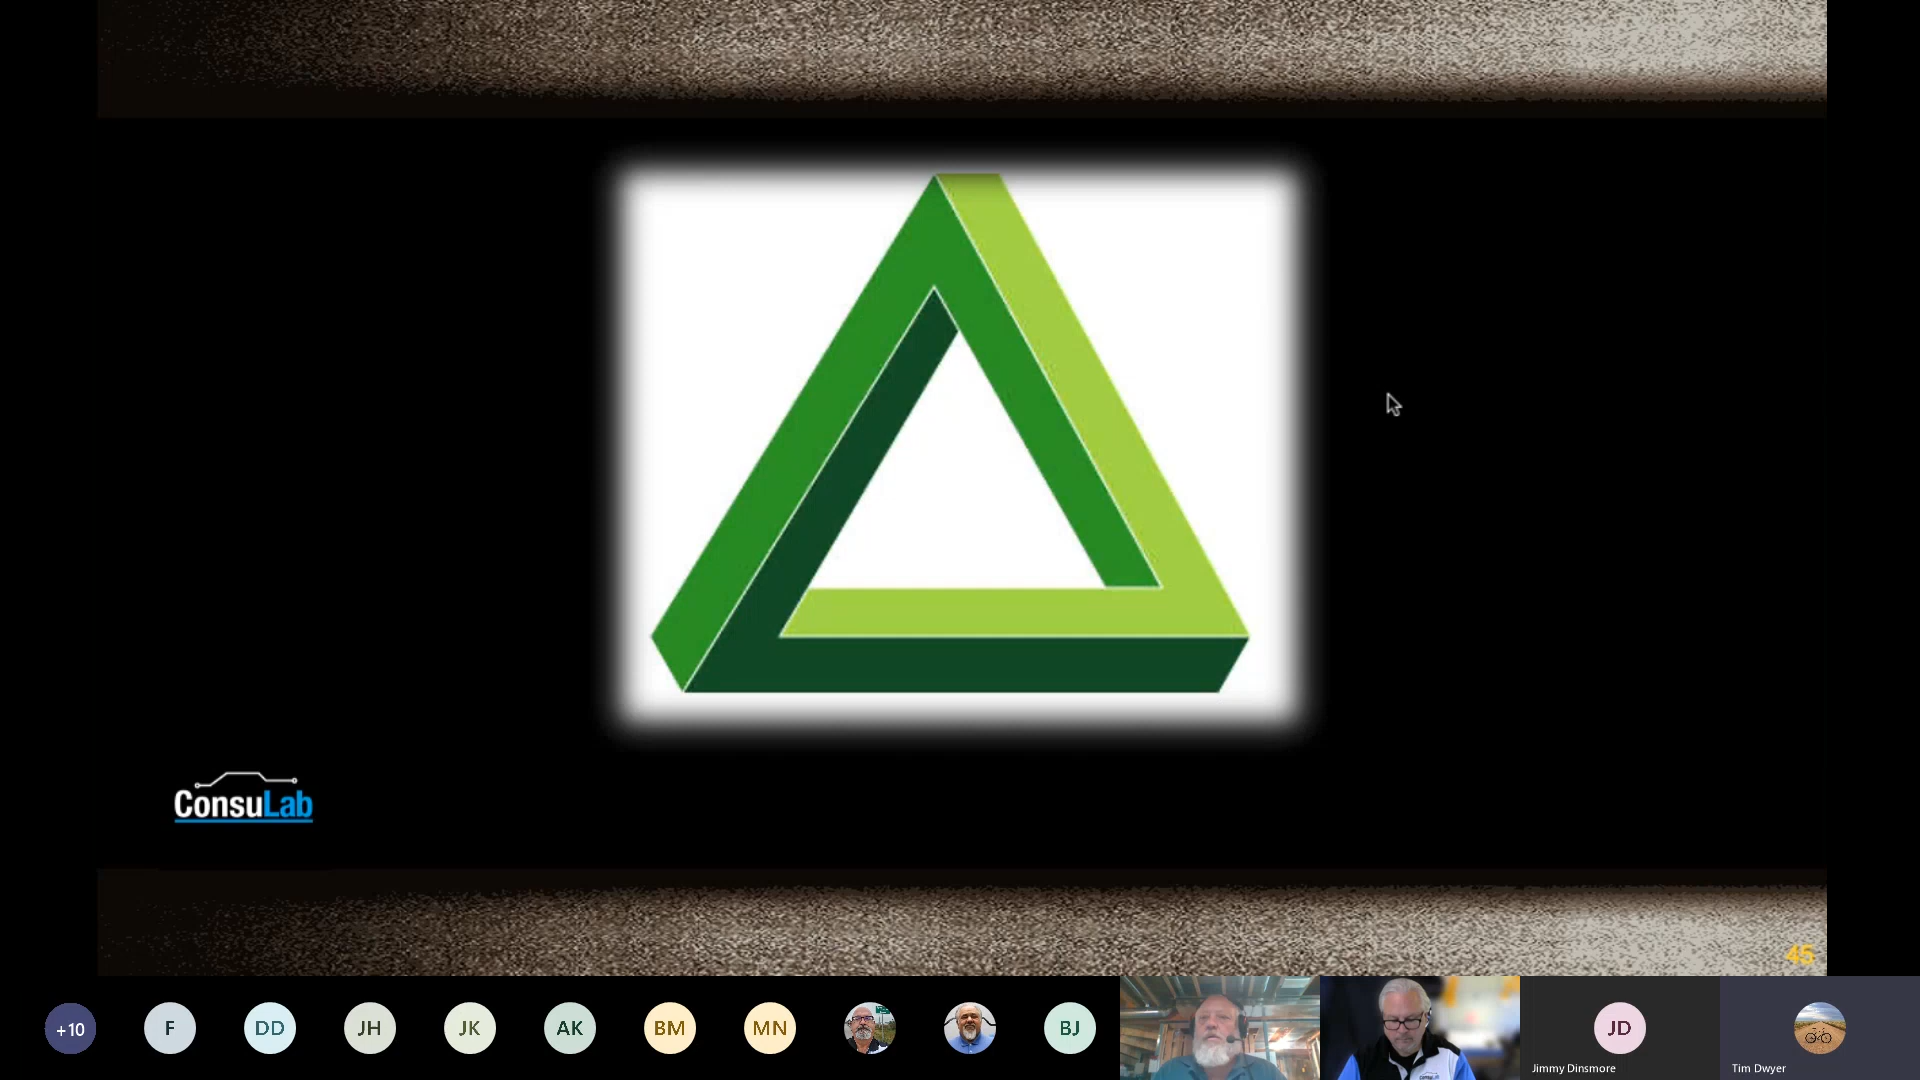 ConsuLab
45
+10
F
DD
JH
JK
AK
BM
MN
BJ
JD
Jimmy Dinsmore
Tim Dwyer